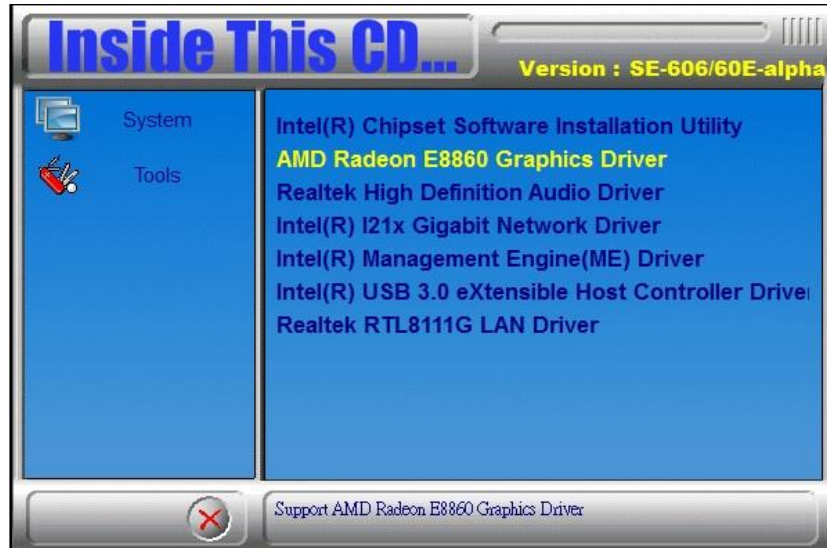 Inside This CD...
Version : SE-606/60E-alpha
System
Tools
Intel(R) Chipset Software Installation Utility
AMD Radeon E8860 Graphics Driver
Realtek High Definition Audio Driver
Intel(R) I21x Gigabit Network Driver
Intel(R) Management Engine(ME) Driver
Intel(R) USB 3.0 eXtensible Host Controller Drive
Realtek RTL8111G LAN Driver
Support AMD Radeon E8860 Graphics Driver